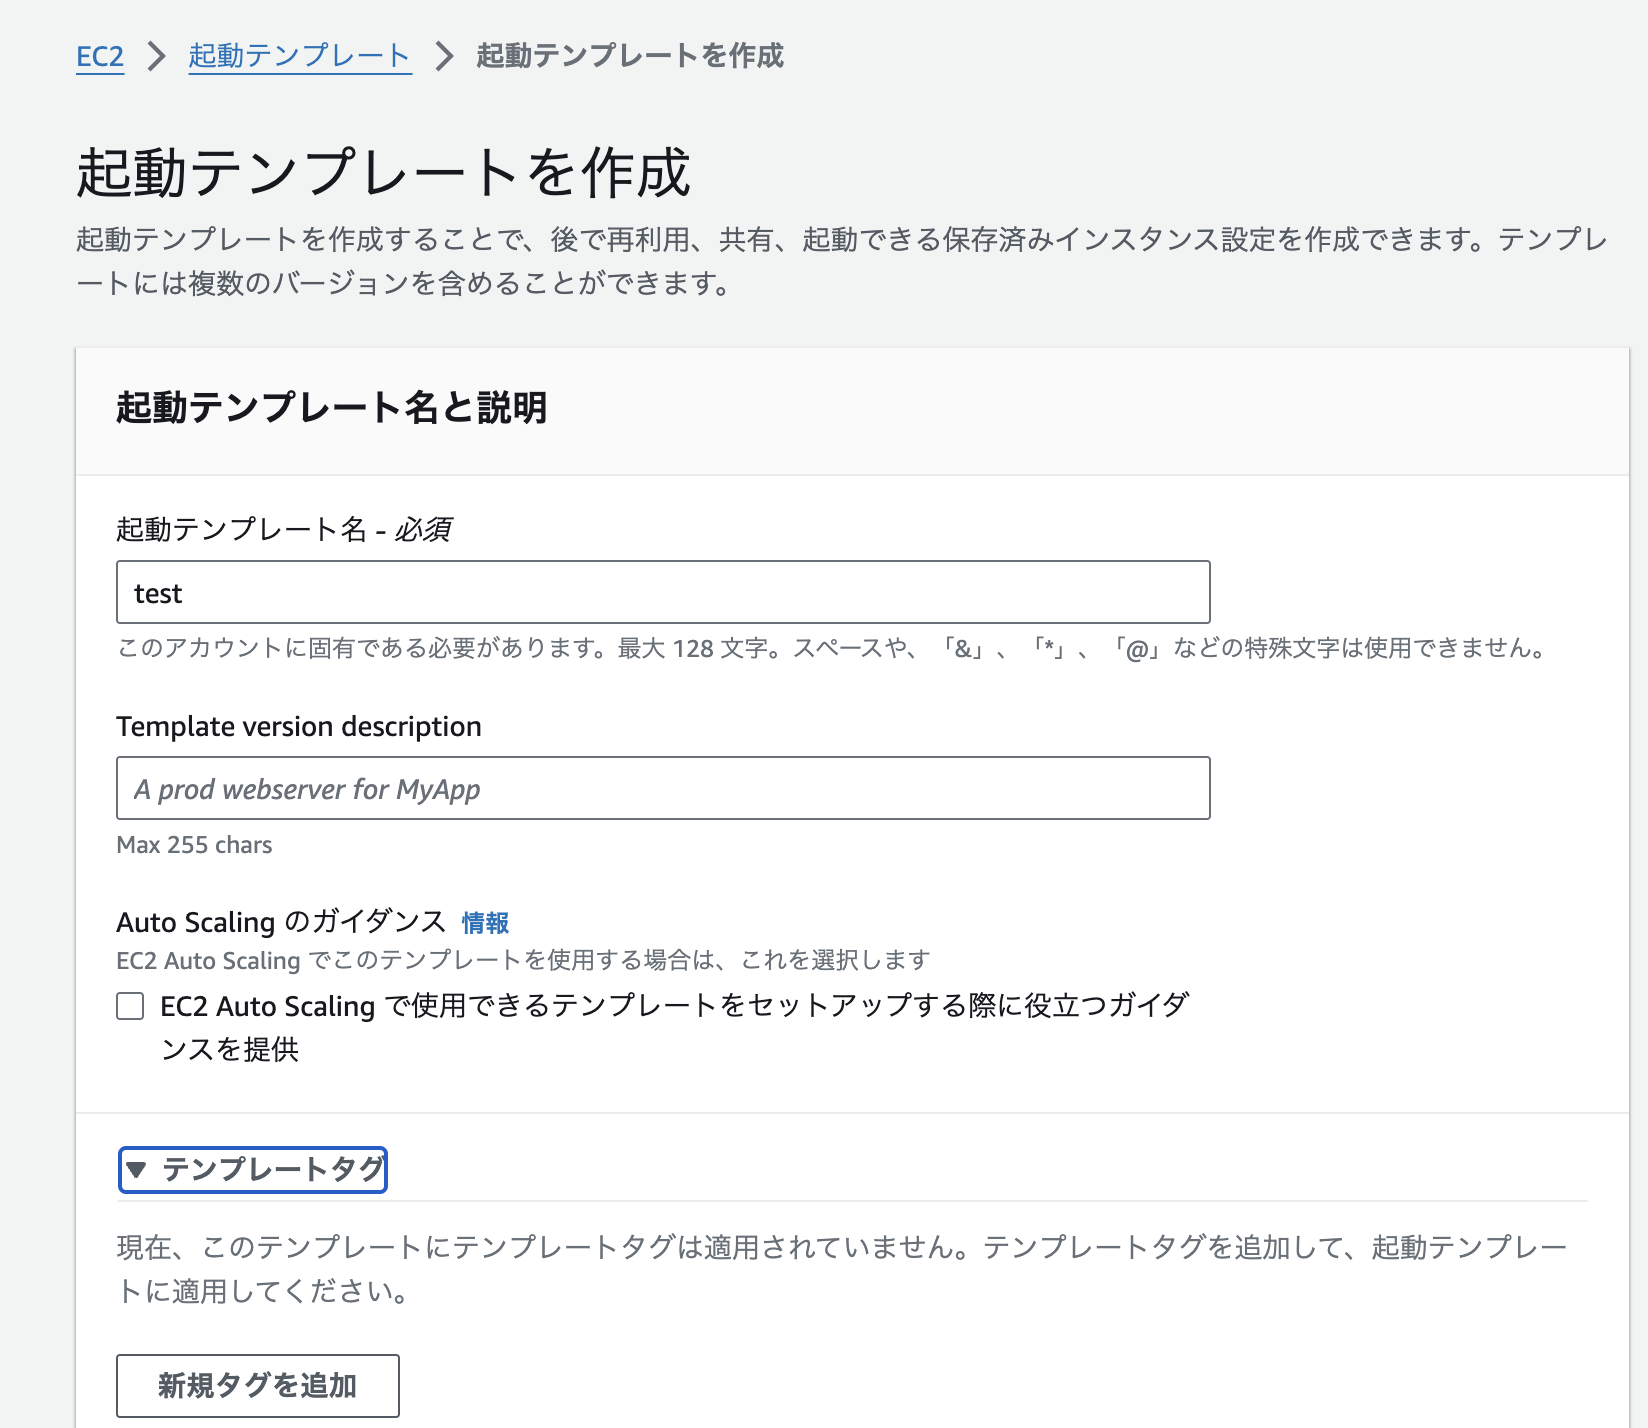 EC2 > 起動テンプレート > 起動テンプレートを作成
起動テンプレートを作成
起動テンプレートを作成することで、後で再利用、共有、起動できる保存済みインスタンス設定を作成できます。テンプレ
ートには複数のバージョンを含めることができます。
起動テンプレート名と説明
起動テンプレート名 - 必須
test
このアカウントに固有である必要があります。最大 128 文字。スペースや、「&」、「*」、「@」などの特殊文字は使用できません。
Template version description
A prod webserver for MyApp
Max 255 chars
Auto Scaling のガイダンス 情報
EC2 Auto Scaling でこのテンプレートを使用する場合は、これを選択します
EC2 Auto Scaling で使用できるテンプレートをセットアップする際に役立つガイダ
ンスを提供
▼ テンプレートタグ
現在、このテンプレートにテンプレートタグは適用されていません。テンプレートタグを追加して、起動テンプレー
トに適用してください。
新規タグを追加